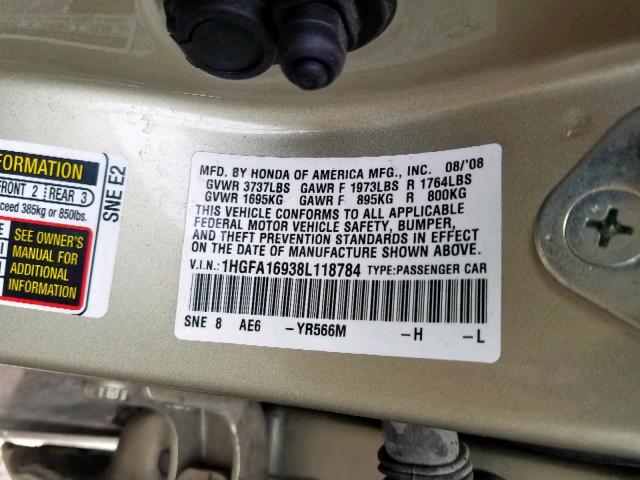 FORMATION
FRONT 2 REAR 3
ceed 385kg or 850lbs.
SEE OWNER'S
MANUAL FOR
ADDITIONAL
INFORMATION
SNE E2
MFD. BY HONDA OF AMERICA MFG., INC. 08/'08
GVWR 3737LBS GAWR F 1973LBS R 1764LBS
GVWR 1695KG GAWR F 895KG R 800KG
THIS VEHICLE CONFORMS TO ALL APPLICABLE
FEDERAL MOTOR VEHICLE SAFETY, BUMPER,
AND THEFT PREVENTION STANDARDS IN EFFECT
ON THE DATE OF MANUFACTURE SHOWN ABOVE.
V.I.N.: 1HGFA16938L118784 TYPE:PASSENGER CAR
SNE 8 AE6 -YR566M -H -L